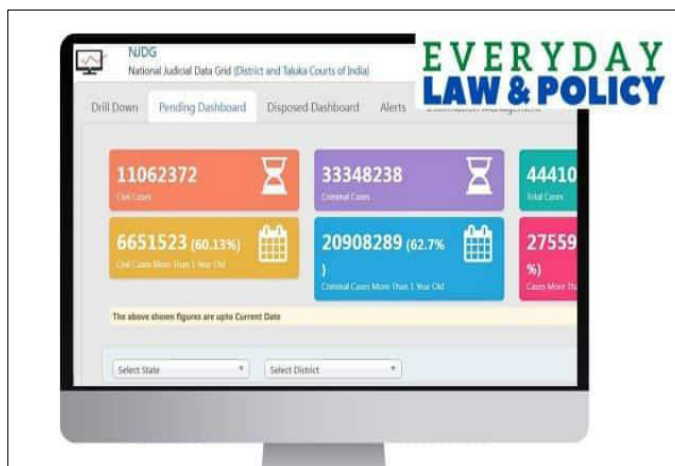 NJDG
National Judicial Data Grid (District and Taluka Courts of India)
EVERYDAY
LAW & POLICY
Drill Down Pending Dashboard Disposed Dashboard Alerts
11062372
Civil Cases
33348238
Criminal Cases
44410
Total Cases
6651523 (60.13%)
Civil Cases More Than 1 Year Old
20908289 (62.7%
)
Criminal Cases More Than 1 Year Old
27559
%)
Cases More
The above shown figures are upto Current Date
Select State
Select District